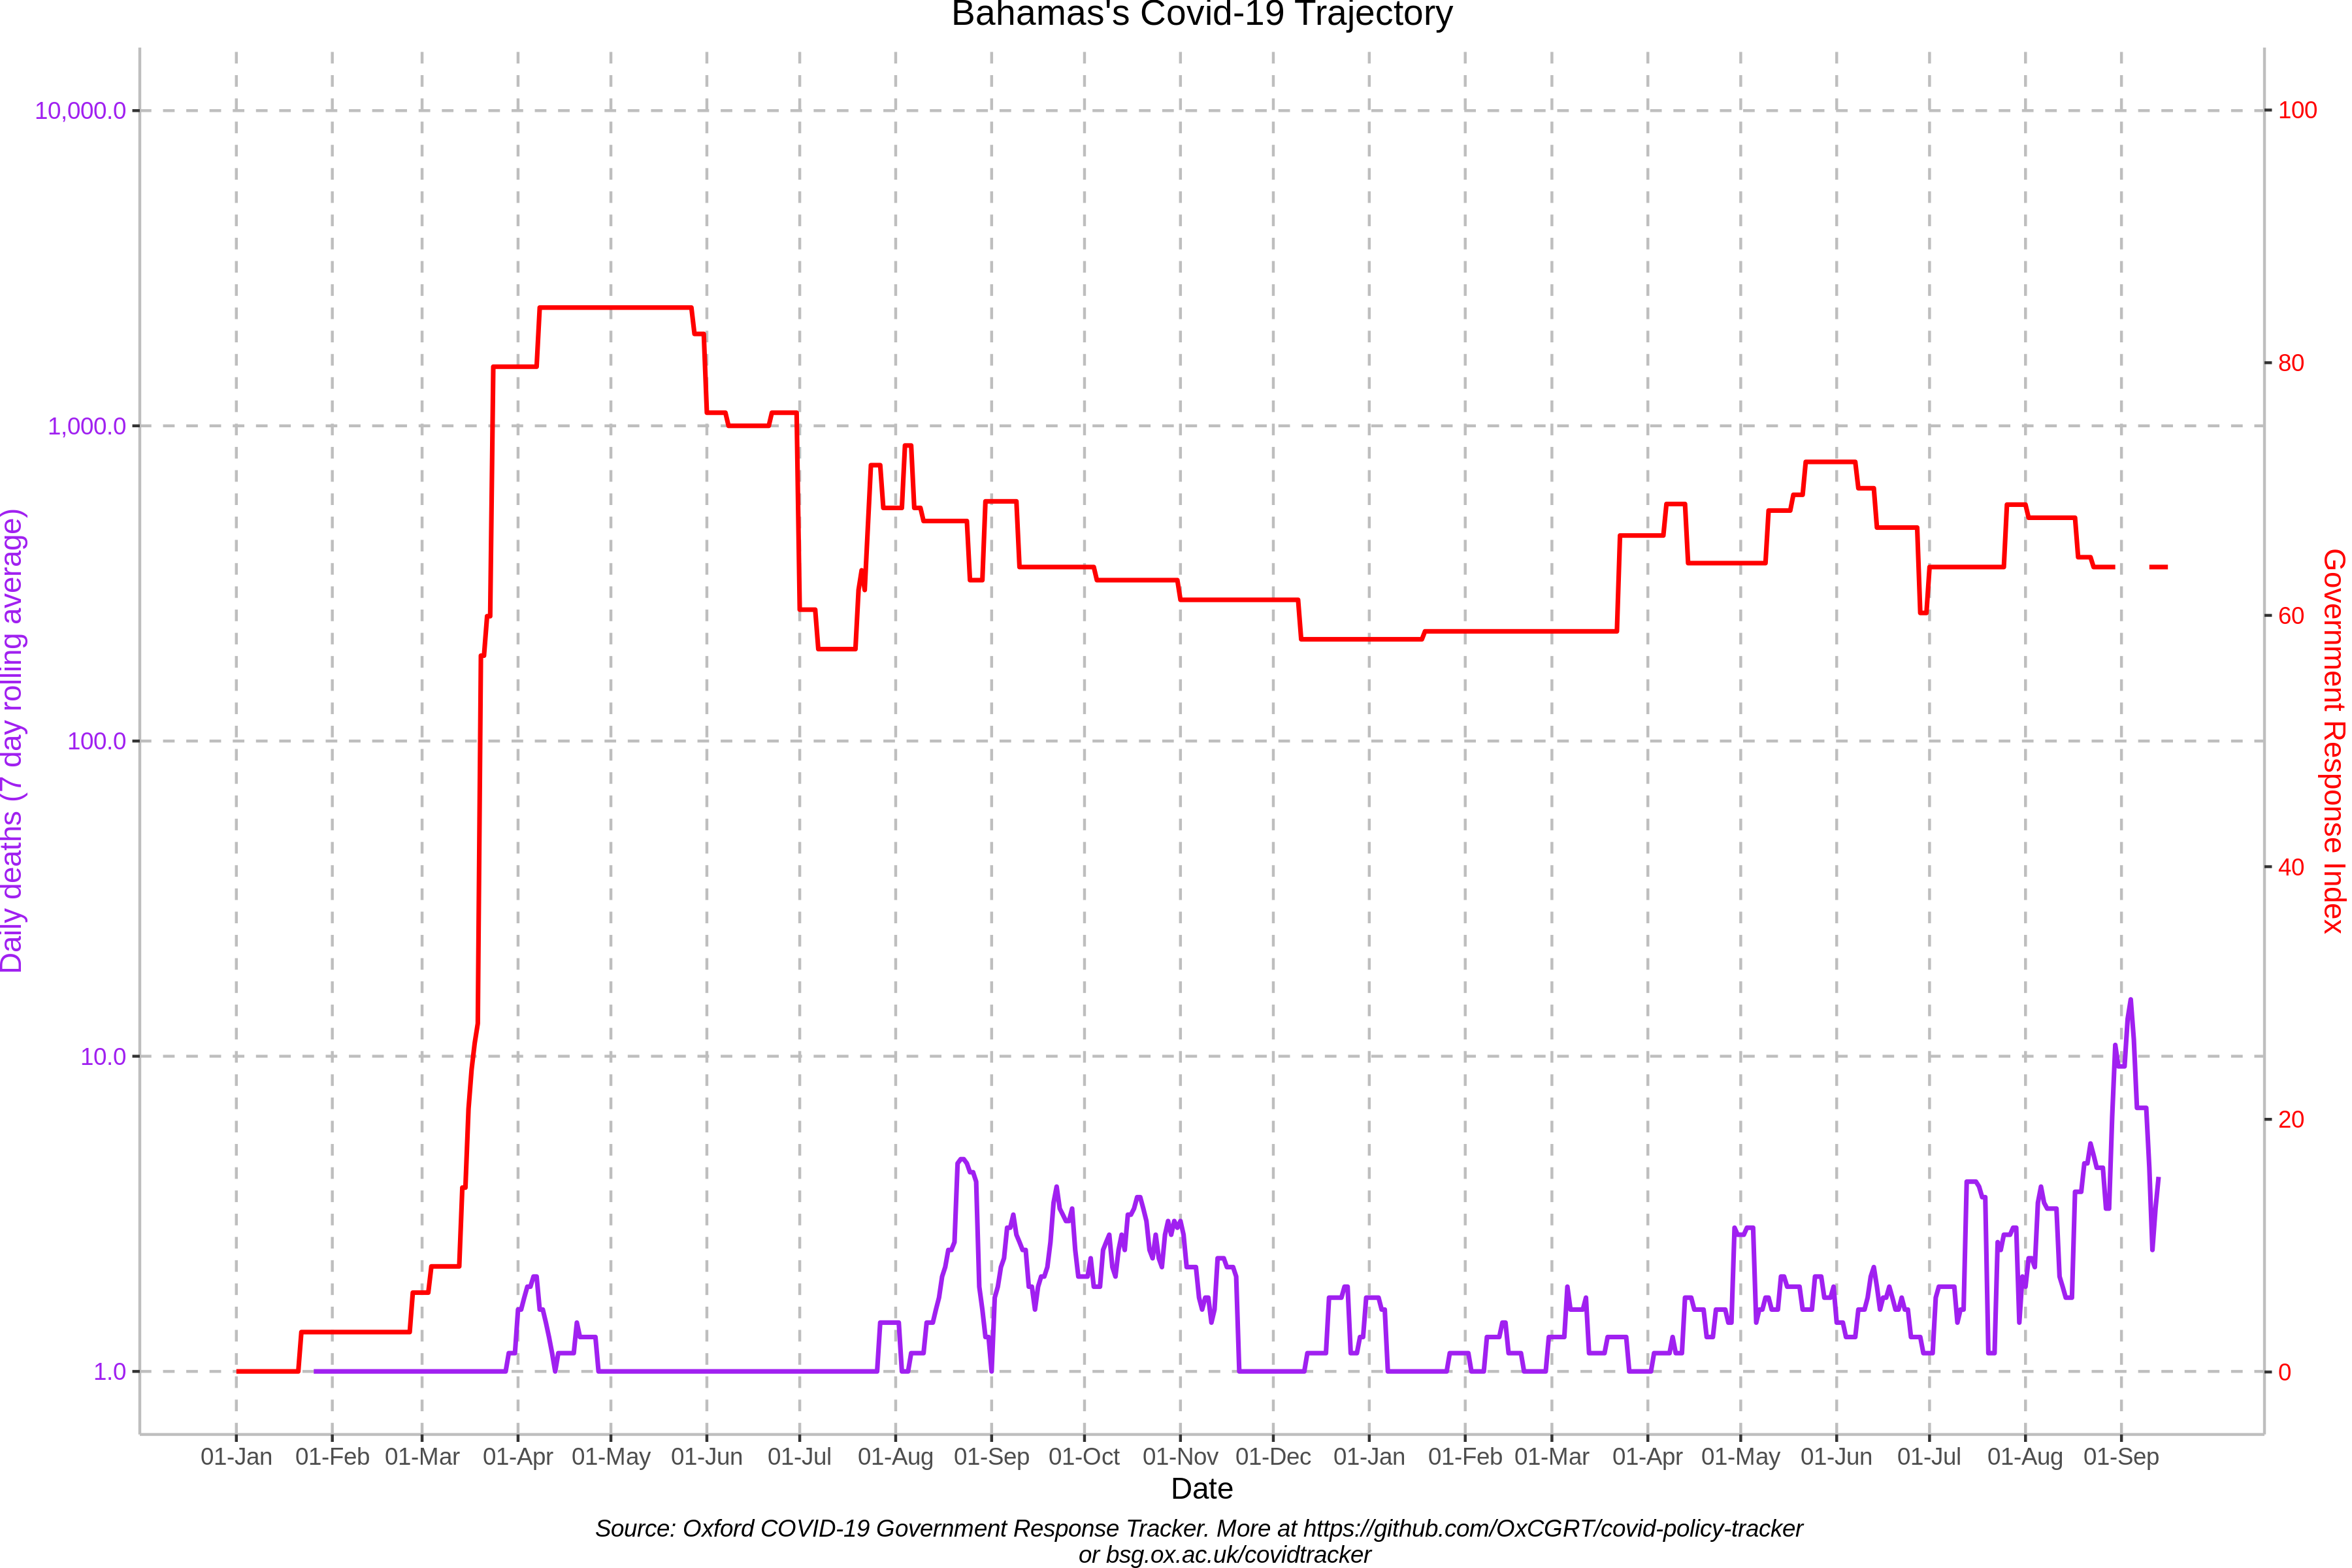 Bahamas's Covid-19 Trajectory
10,000.0
1,000.0
100.0
10.0
1.0
Daily deaths (7 day rolling average)
100
80
60
40
20
0
Government Response Index
01-Jan 01-Feb 01-Mar 01-Apr 01-May 01-Jun 01-Jul 01-Aug 01-Sep 01-Oct 01-Nov 01-Dec 01-Jan 01-Feb 01-Mar 01-Apr 01-May 01-Jun 01-Jul 01-Aug 01-Sep
Date
Source: Oxford COVID-19 Government Response Tracker. More at https://github.com/OxCGRT/covid-policy-tracker
or bsg.ox.ac.uk/covidtracker